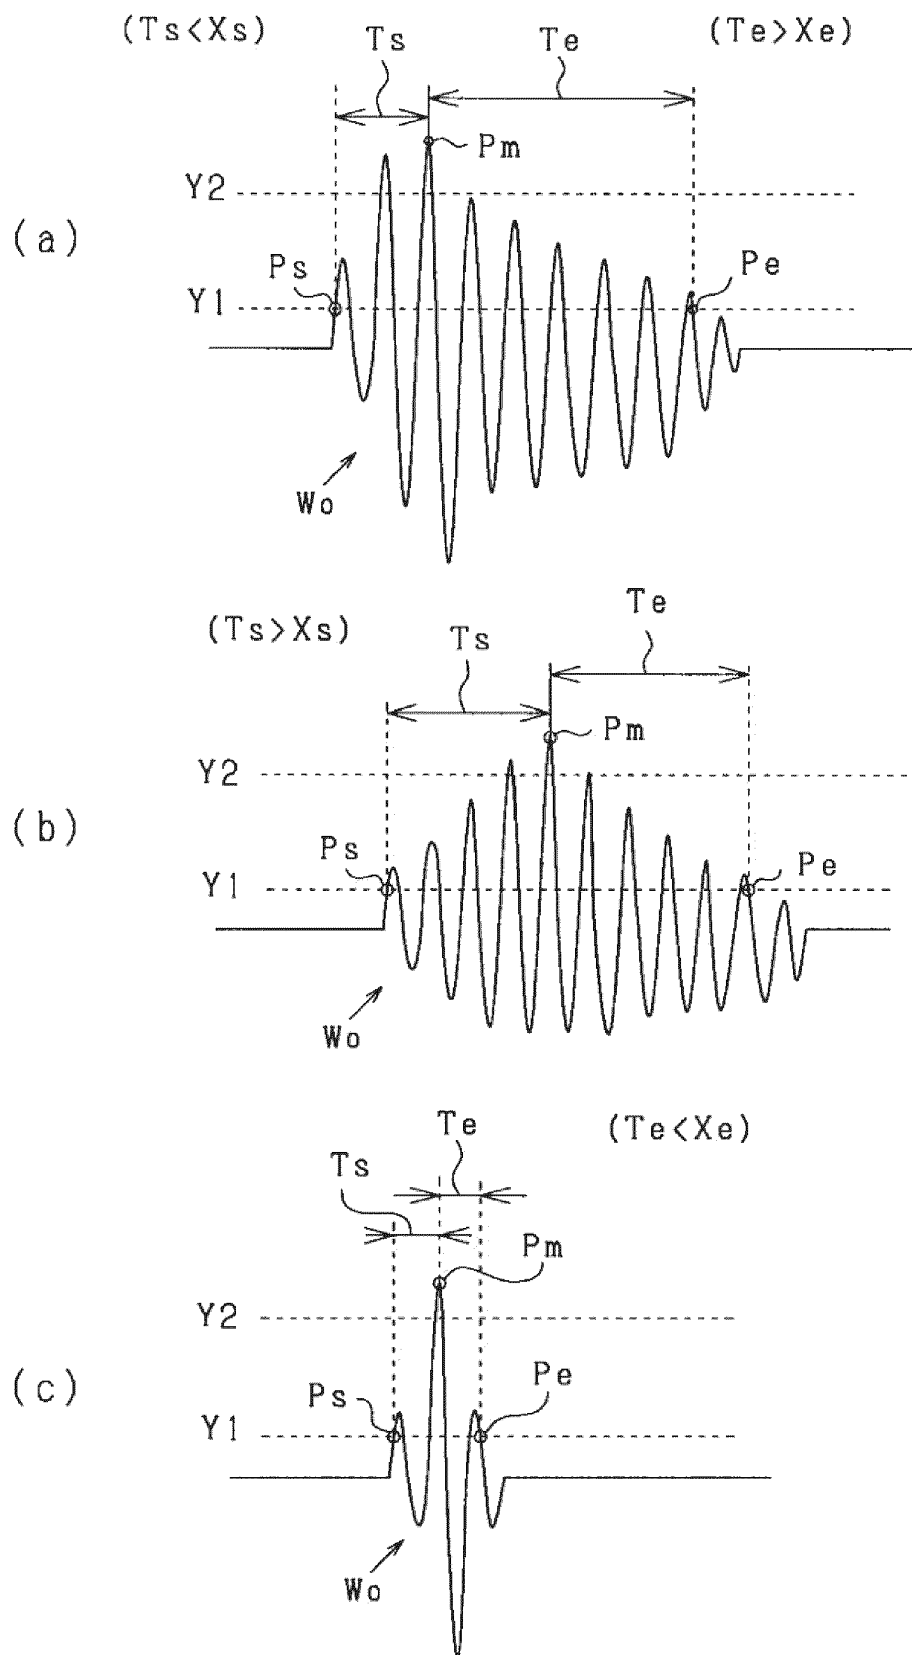 (Ts<Xs) Ts Te (Te>Xe)
Pm
Y2
(a)
Ps Pe
Y1
Wo
Te
(Ts>Xs) Ts
Pm
Y2
(b)
Ps Pe
Y1
Wo
Te (Te<Xe)
Ts
Pm
Y2
(c)
Ps Pe
Y1
Wo